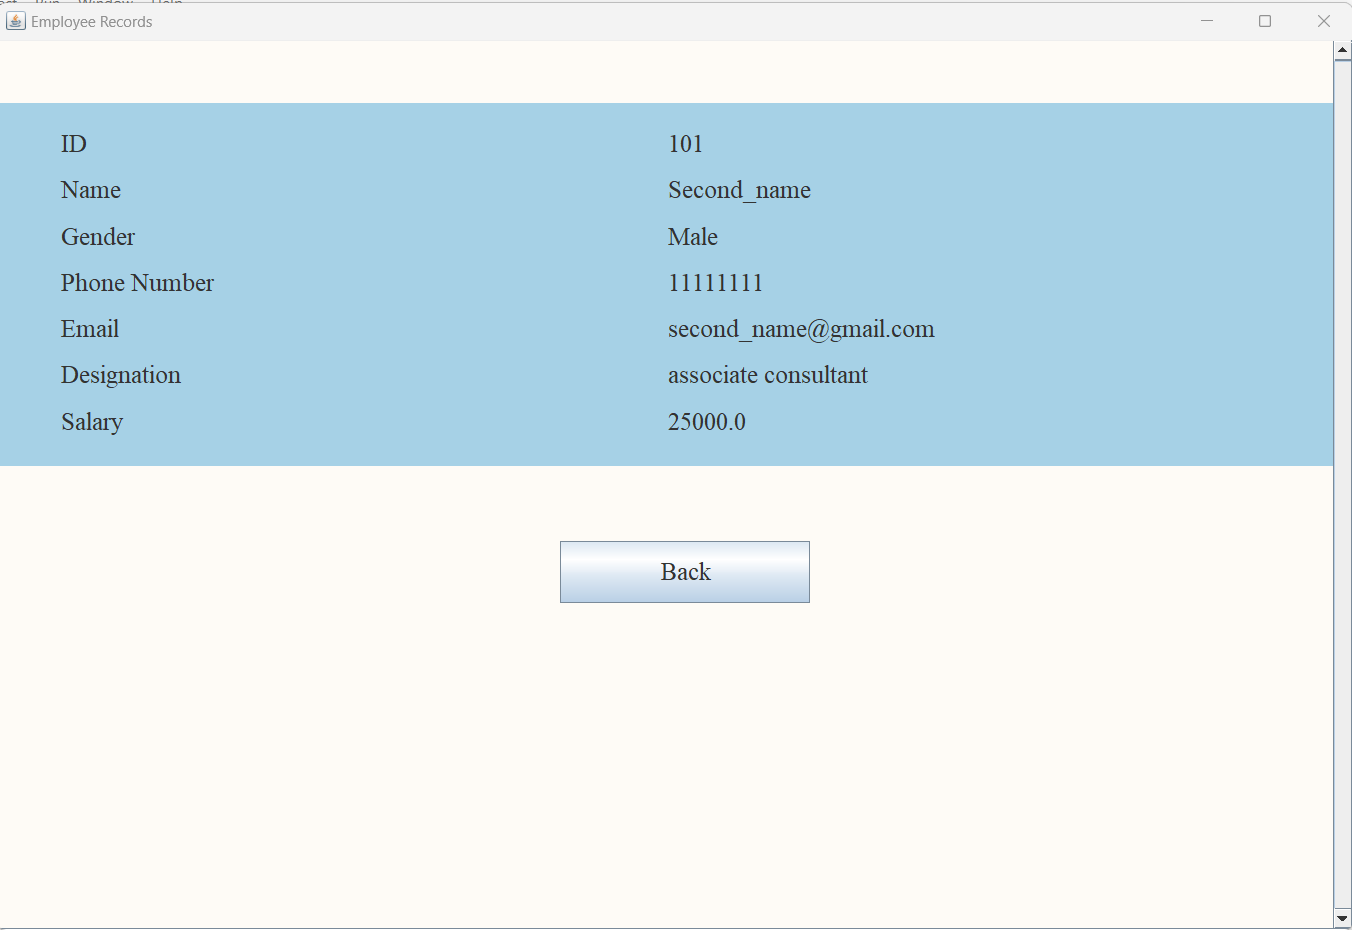 Employee Records
ID 101
Name Second_name
Gender Male
Phone Number 11111111
Email second_name@gmail.com
Designation associate consultant
Salary 25000.0
Back